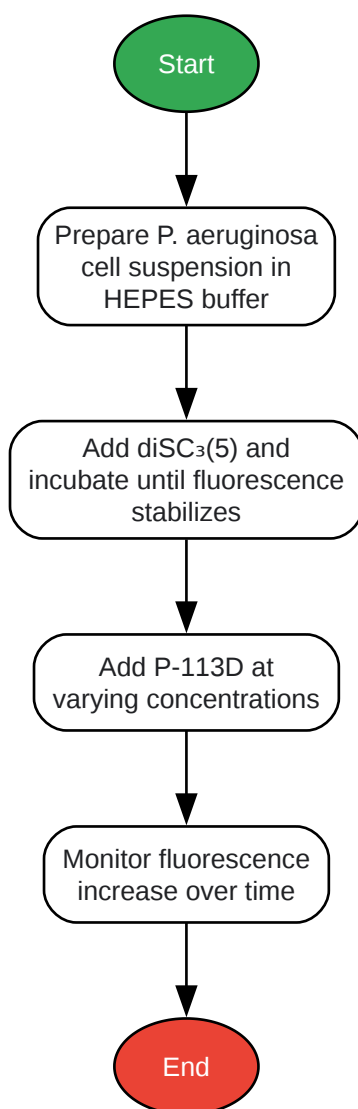 Start
Prepare P. aeruginosa
cell suspension in
HEPES buffer
Add diSC₃(5) and
incubate until fluorescence
stabilizes
Add P-113D at
varying concentrations
Monitor fluorescence
increase over time
End